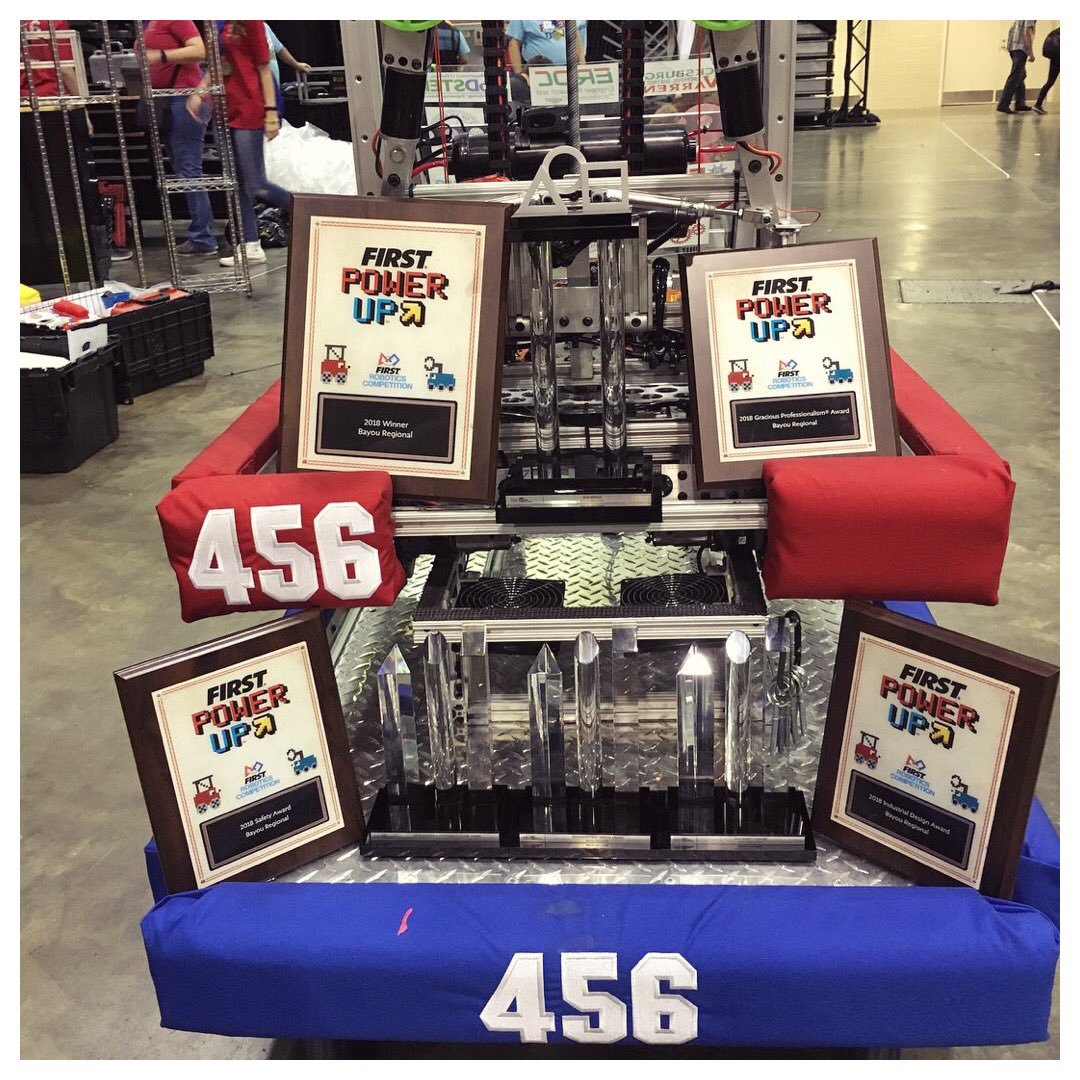 ERDC
FIRST
POWER
UP
FIRST
ROBOTICS
COMPETITION
2018 Winner
Bayou Regional
FIRST
POWER
UP
FIRST
ROBOTICS
COMPETITION
2018 Gracious Professionalism® Award
Bayou Regional
456
FIRST
POWER
UP
FIRST
ROBOTICS
COMPETITION
2018 Safety Award
Bayou Regional
FIRST
POWER
UP
FIRST
ROBOTICS
COMPETITION
2018 Industrial Design Award
Bayou Regional
456